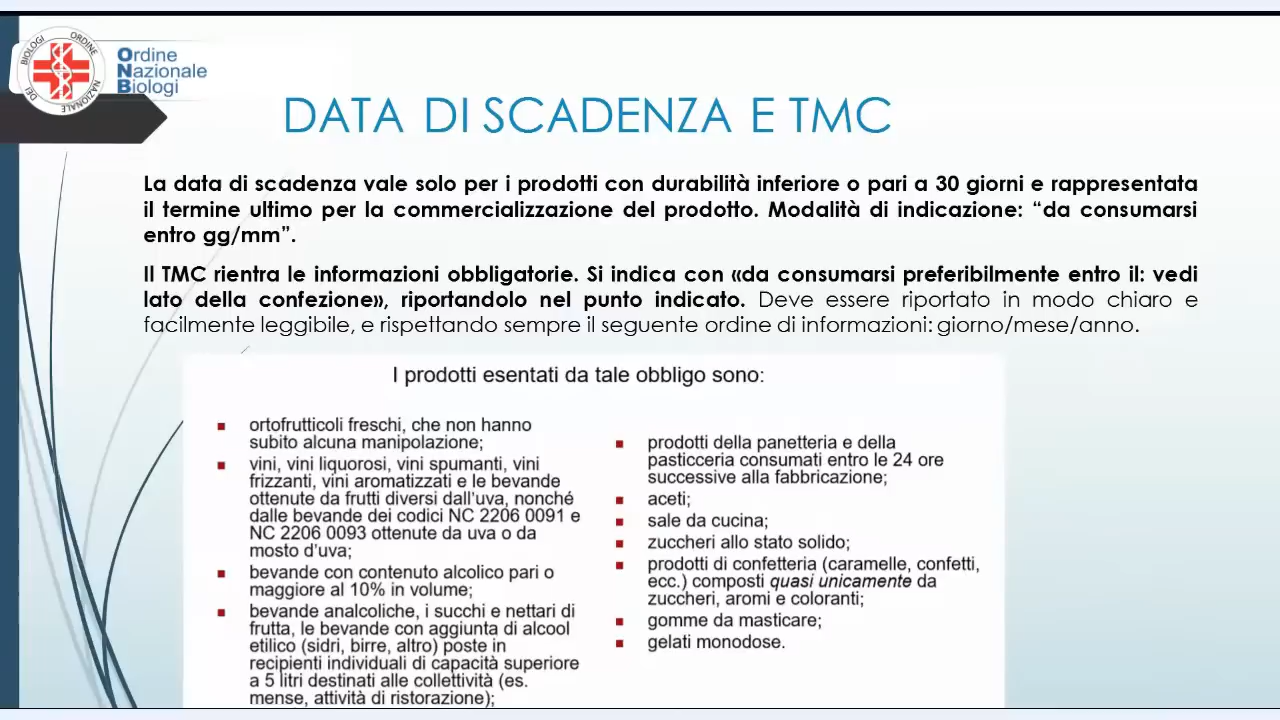 BIOLOGI ORDINE
DEI NAZIONALE
Ordine
Nazionale
Biologi
DATA DI SCADENZA E TMC
La data di scadenza vale solo per i prodotti con durabilità inferiore o pari a 30 giorni e rappresentata
il termine ultimo per la commercializzazione del prodotto. Modalità di indicazione: “da consumarsi
entro gg/mm”.
Il TMC rientra le informazioni obbligatorie. Si indica con «da consumarsi preferibilmente entro il: vedi
lato della confezione», riportandolo nel punto indicato. Deve essere riportato in modo chiaro e
facilmente leggibile, e rispettando sempre il seguente ordine di informazioni: giorno/mese/anno.
I prodotti esentati da tale obbligo sono:
ortofrutticoli freschi, che non hanno
subito alcuna manipolazione;
vini, vini liquorosi, vini spumanti, vini
frizzanti, vini aromatizzati e le bevande
ottenute da frutti diversi dall'uva, nonché
dalle bevande dei codici NC 2206 0091 e
NC 2206 0093 ottenute da uva o da
mosto d'uva;
bevande con contenuto alcolico pari o
maggiore al 10% in volume;
bevande analcoliche, i succhi e nettari di
frutta, le bevande con aggiunta di alcool
etilico (sidri, birre, altro) poste in
recipienti individuali di capacità superiore
a 5 litri destinati alle collettività (es.
mense, attività di ristorazione);
prodotti della panetteria e della
pasticceria consumati entro le 24 ore
successive alla fabbricazione;
aceti;
sale da cucina;
zuccheri allo stato solido;
prodotti di confetteria (caramelle, confetti,
ecc.) composti quasi unicamente da
zuccheri, aromi e coloranti;
gomme da masticare;
gelati monodose.